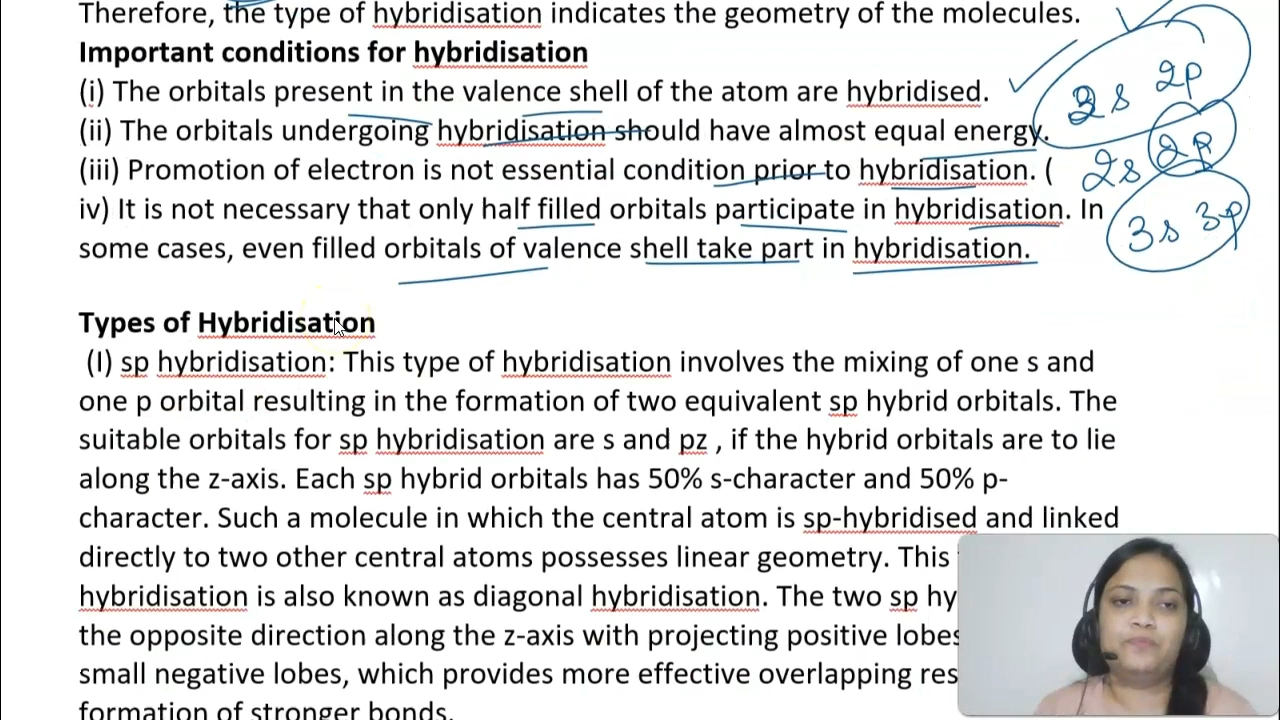 Therefore, the type of hybridisation indicates the geometry of the molecules.
Important conditions for hybridisation
(i) The orbitals present in the valence shell of the atom are hybridised.
2s 2p
(ii) The orbitals undergoing hybridisation should have almost equal energy.
(iii) Promotion of electron is not essential condition prior to hybridisation. (
2s 2p
iv) It is not necessary that only half filled orbitals participate in hybridisation. In
3s 3p
some cases, even filled orbitals of valence shell take part in hybridisation.
Types of Hybridisation
(I) sp hybridisation: This type of hybridisation involves the mixing of one s and
one p orbital resulting in the formation of two equivalent sp hybrid orbitals. The
suitable orbitals for sp hybridisation are s and pz , if the hybrid orbitals are to lie
along the z-axis. Each sp hybrid orbitals has 50% s-character and 50% p-
character. Such a molecule in which the central atom is sp-hybridised and linked
directly to two other central atoms possesses linear geometry. This
hybridisation is also known as diagonal hybridisation. The two sp hy
the opposite direction along the z-axis with projecting positive lobes
small negative lobes, which provides more effective overlapping res
formation of stronger bonds.